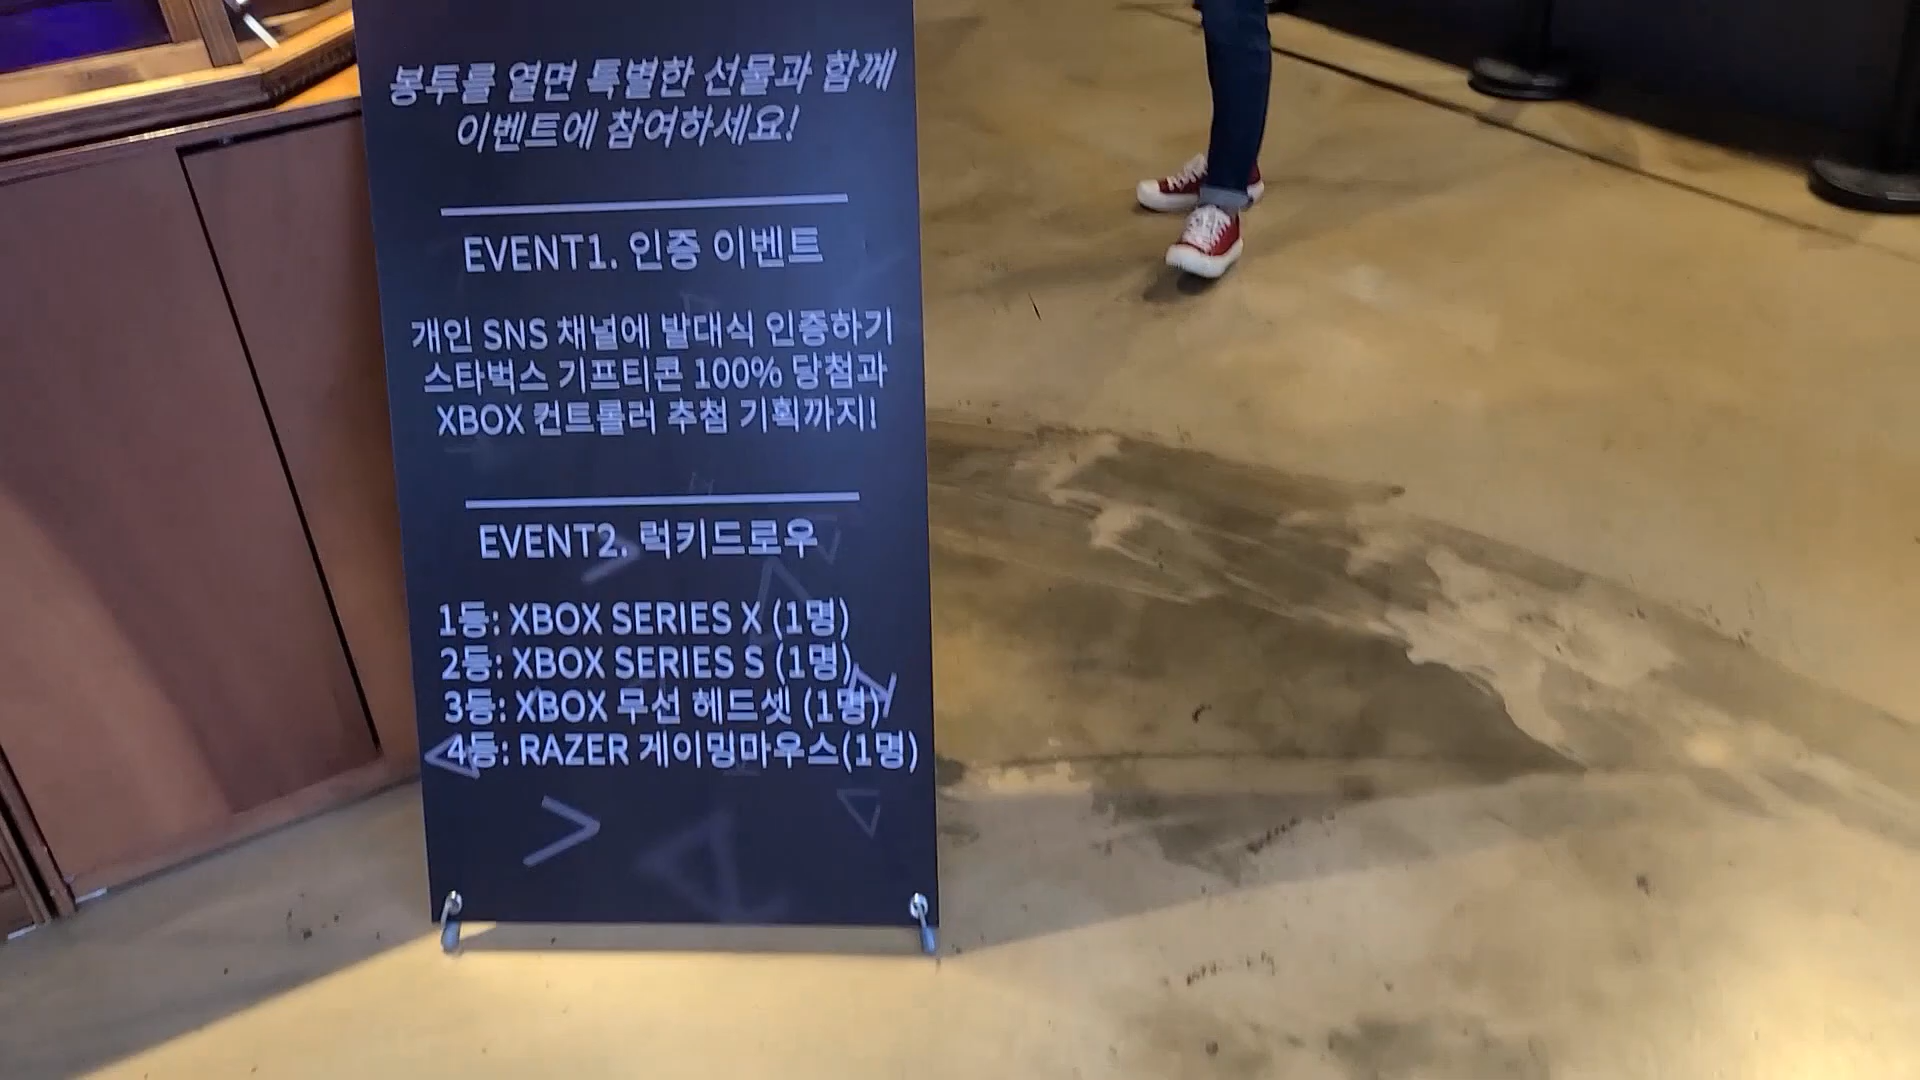 봉투를 열면 특별한 선물과 함께
이벤트에 참여하세요!
EVENT1. 인증 이벤트
개인 SNS 채널에 발대식 인증하기
스타벅스 기프티콘 100% 당첨과
XBOX 컨트롤러 추첨 기획까지!
EVENT2. 럭키드로우
1등: XBOX SERIES X (1명)
2등: XBOX SERIES S (1명)
3등: XBOX 무선 헤드셋 (1명)
4등: RAZER 게이밍마우스(1명)